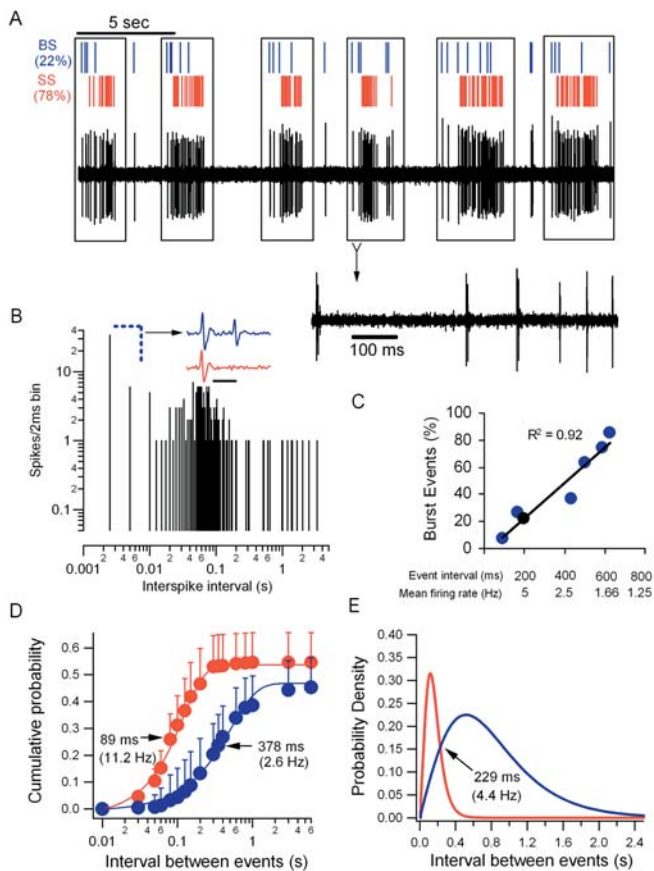 A
5 sec
BS
(22%)
SS
(78%)
100 ms
B
Spikes/2ms bin
4
2
10
6
4
2
1
6
4
2
0.1
0.001
2
4
6
0.01
2
4
6
0.1
2
4
6
1
2
4
Interspike interval (s)
C
Burst Events (%)
100
80
60
40
20
0
R² = 0.92
Event interval (ms) 200 400 600 800
Mean firing rate (Hz) 5 2.5 1.66 1.25
D
Cumulative probability
0.6
0.5
0.4
0.3
0.2
0.1
0.0
89 ms
(11.2 Hz)
378 ms
(2.6 Hz)
0.01 2 4 6 0.1 2 4 6 1 2 4 6
Interval between events (s)
E
Probability Density
0.40
0.35
0.30
0.25
0.20
0.15
0.10
0.05
0.00
229 ms
(4.4 Hz)
0.0 0.4 0.8 1.2 1.6 2.0 2.4
Interval between events (s)